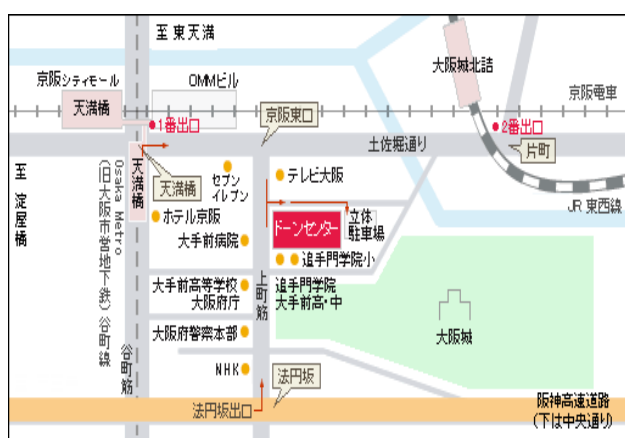 至 東天満
京阪シティモール
天満橋
OMMビル
大阪城北詰
京阪電車
1番出口
京阪東口
2番出口
土佐堀通り
片町
至 淀屋橋
Osaka Metro
(旧大阪市営地下鉄)谷町線
天満橋
天満橋
セブン
イレブン
テレビ大阪
JR 東西線
ホテル京阪
大手前病院
ドーンセンター
立体
駐車場
追手門学院小
大手前高等学校
大阪府庁
上町筋
追手門学院
大手前高・中
大阪城
大阪府警察本部
谷町筋
NHK
法円坂
法円坂出口
阪神高速道路
(下は中央通り)